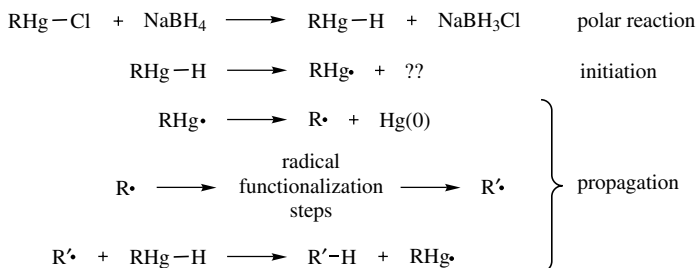 RHg–Cl + NaBH4 → RHg–H + NaBH3Cl polar reaction
RHg–H → RHg• + ?? initiation
RHg• → R• + Hg(0)
radical
R• → functionalization → R′• propagation
steps
R′• + RHg–H → R′–H + RHg•